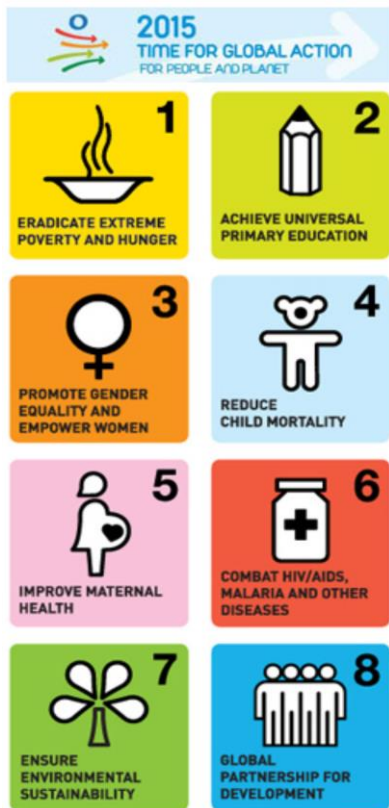 2015
TIME FOR GLOBAL ACTION
FOR PEOPLE AND PLANET
1
ERADICATE EXTREME
POVERTY AND HUNGER
2
ACHIEVE UNIVERSAL
PRIMARY EDUCATION
3
PROMOTE GENDER
EQUALITY AND
EMPOWER WOMEN
4
REDUCE
CHILD MORTALITY
5
IMPROVE MATERNAL
HEALTH
6
COMBAT HIV/AIDS,
MALARIA AND OTHER
DISEASES
7
ENSURE
ENVIRONMENTAL
SUSTAINABILITY
8
GLOBAL
PARTNERSHIP FOR
DEVELOPMENT